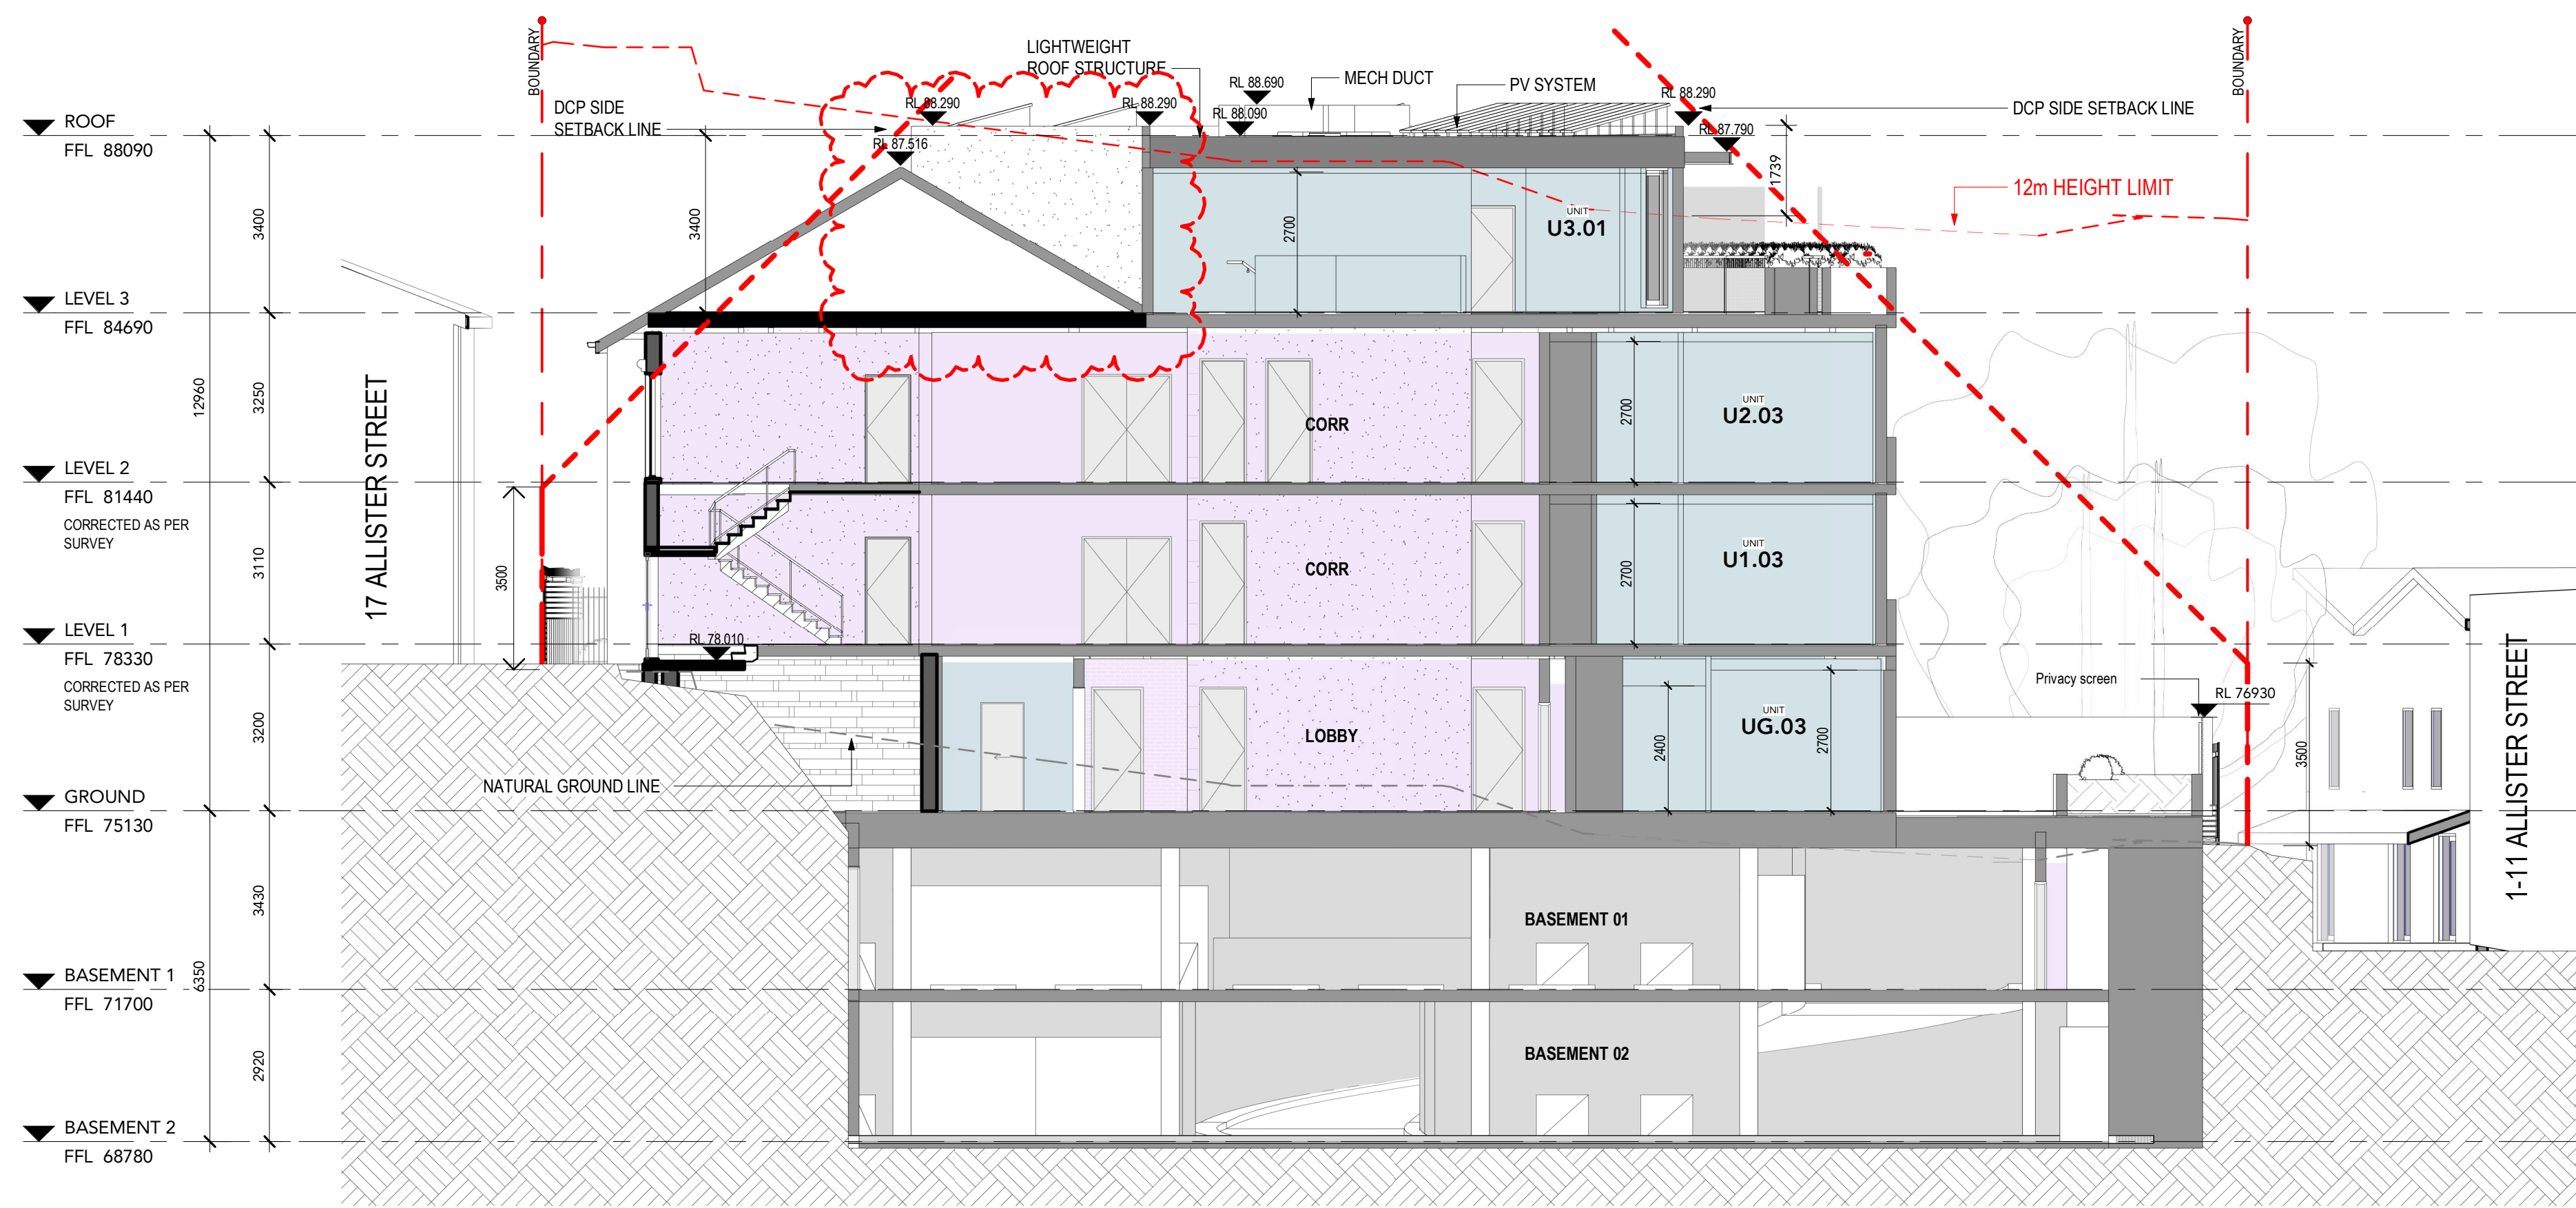 BOUNDARY
BOUNDARY
LIGHTWEIGHT
ROOF STRUCTURE
MECH DUCT
PV SYSTEM
RL 88.690
RL 88.090
RL 88.290
RL 88.290
RL 88.290
RL 87.790
RL 87.516
DCP SIDE
SETBACK LINE
DCP SIDE SETBACK LINE
12m HEIGHT LIMIT
1739
ROOF
FFL 88090
3400
3400
2700
UNIT
U3.01
LEVEL 3
FFL 84690
12960
3250
17 ALLISTER STREET
CORR
2700
UNIT
U2.03
LEVEL 2
FFL 81440
CORRECTED AS PER
SURVEY
3110
3500
CORR
2700
UNIT
U1.03
LEVEL 1
FFL 78330
CORRECTED AS PER
SURVEY
RL 78.010
3200
NATURAL GROUND LINE
LOBBY
2400
UNIT
UG.03
2700
Privacy screen
RL 76930
3500
1-11 ALLISTER STREET
GROUND
FFL 75130
3430
6350
BASEMENT 01
BASEMENT 1
FFL 71700
2920
BASEMENT 02
BASEMENT 2
FFL 68780